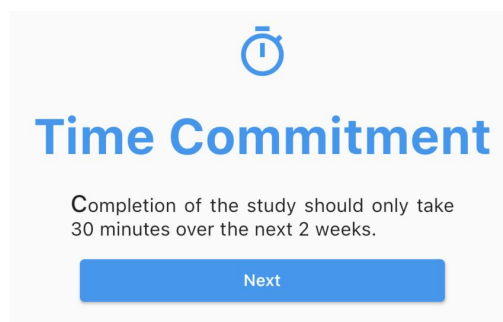 Time Commitment
Completion of the study should only take
30 minutes over the next 2 weeks.
Next